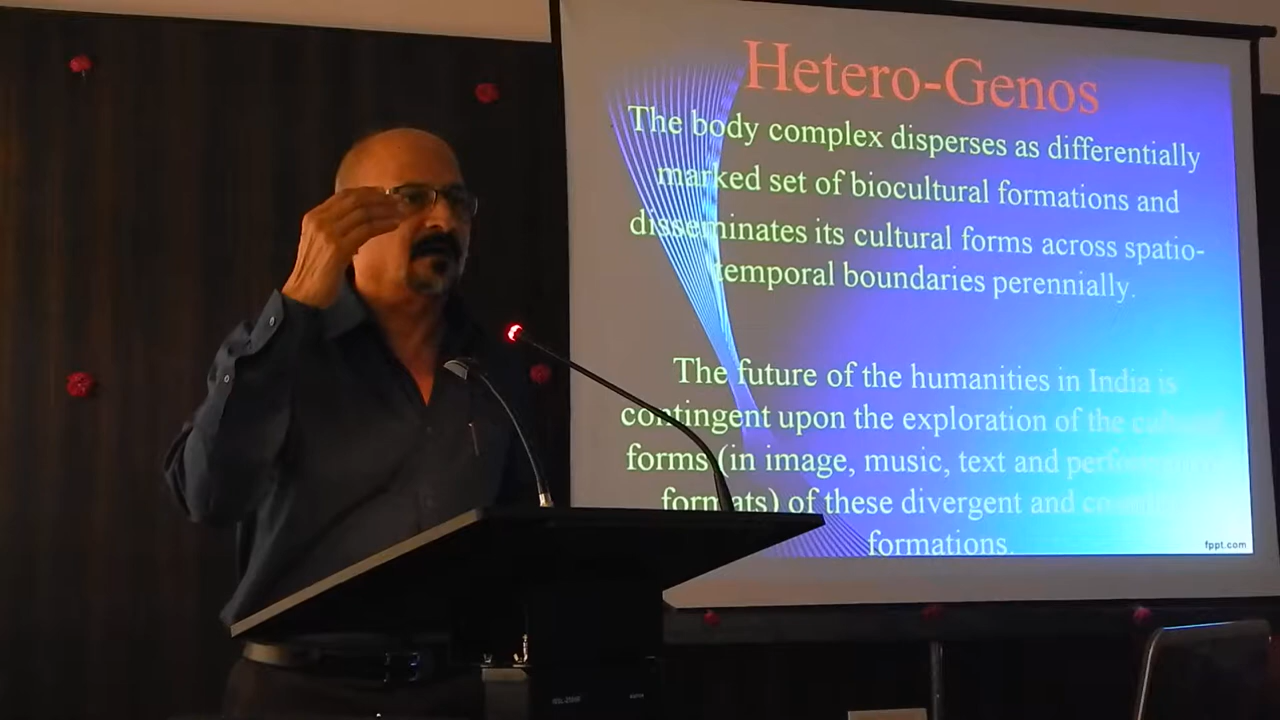 Hetero-Genos
The body complex disperses as differentially
marked set of biocultural formations and
disseminates its cultural forms across spatio-
temporal boundaries perennially.
The future of the humanities in India is
contingent upon the exploration of the
forms (in image, music, text and
formats) of these divergent and
formations.
fppt.com